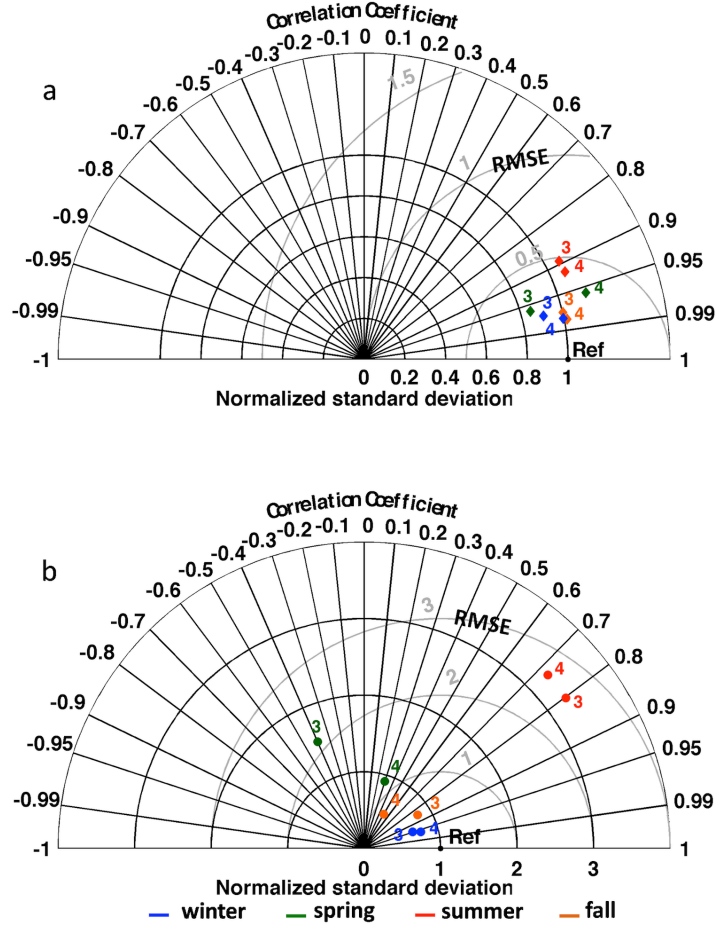 Correlation Coefficient
-0.5 -0.4 -0.3 -0.2 -0.1 0 0.1 0.2 0.3 0.4 0.5
a
-0.6 0.6
-0.7 0.7
-0.8 0.8
-0.9 0.9
-0.95 0.95
-0.99 0.99
-1 1
1.5
1 RMSE
0.5
3
4
3 3 3 4
4 4
Ref
0 0.2 0.4 0.6 0.8 1
Normalized standard deviation
Correlation Coefficient
-0.5 -0.4 -0.3 -0.2 -0.1 0 0.1 0.2 0.3 0.4 0.5
b
-0.6 0.6
-0.7 0.7
-0.8 0.8
-0.9 0.9
-0.95 0.95
-0.99 0.99
-1 1
3 RMSE
2
1
4
3
3
4
4 3
3 4 Ref
0 1 2 3
Normalized standard deviation
winter spring summer fall